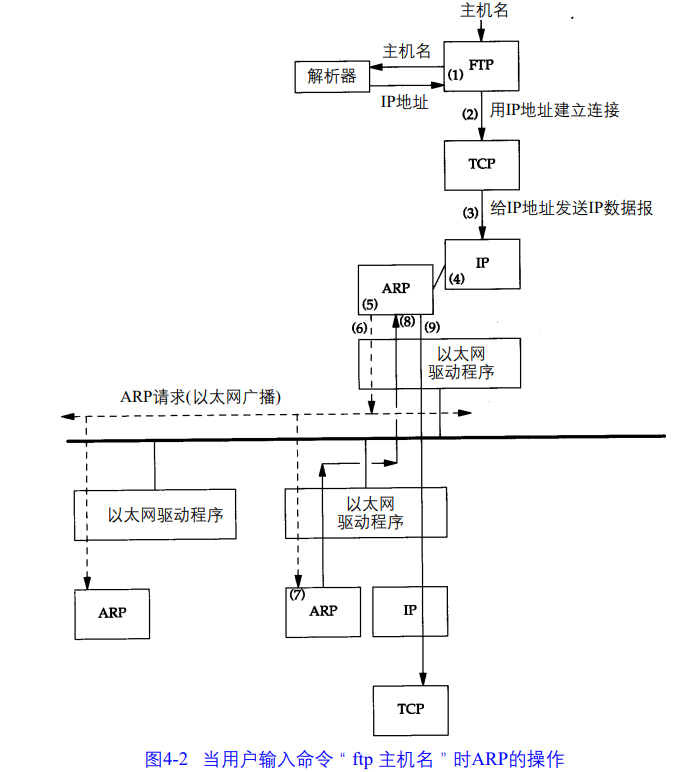 主机名
主机名
(1) FTP
解析器
IP地址
(2) 用IP地址建立连接
TCP
(3) 给IP地址发送IP数据报
IP
(4)
ARP
(5)
(6) (8) (9)
以太网
驱动程序
ARP请求(以太网广播)
以太网驱动程序
以太网
驱动程序
(7)
ARP
ARP
IP
TCP
图4-2 当用户输入命令“ ftp 主机名 ”时ARP的操作